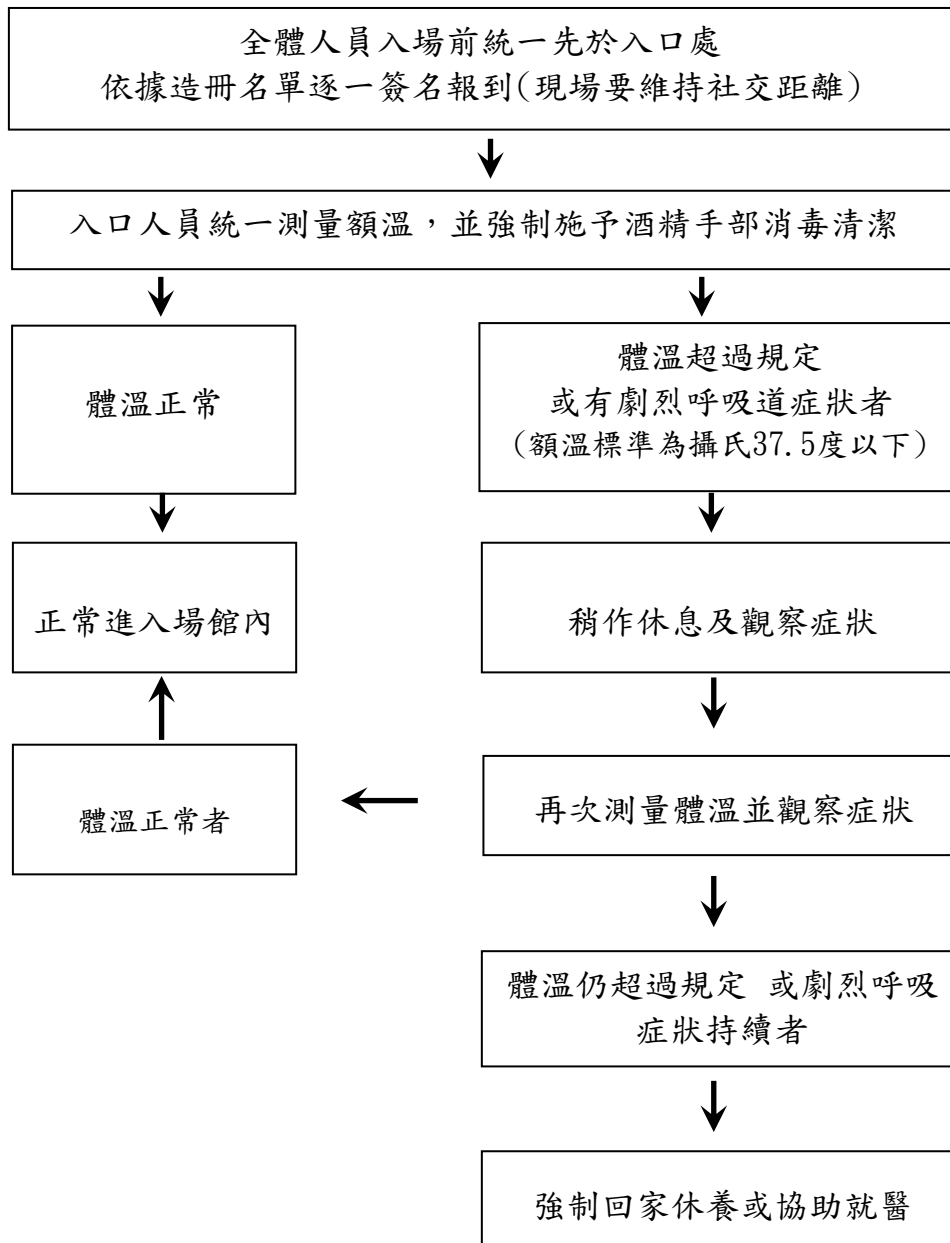 全體人員入場前統一先於入口處
依據造冊名單逐一簽名報到(現場要維持社交距離)
入口人員統一測量額溫，並強制施予酒精手部消毒清潔
體溫正常
體溫超過規定
或有劇烈呼吸道症狀者
(額溫標準為攝氏37.5度以下)
正常進入場館內
稍作休息及觀察症狀
體溫正常者
再次測量體溫並觀察症狀
體溫仍超過規定 或劇烈呼吸
症狀持續者
強制回家休養或協助就醫